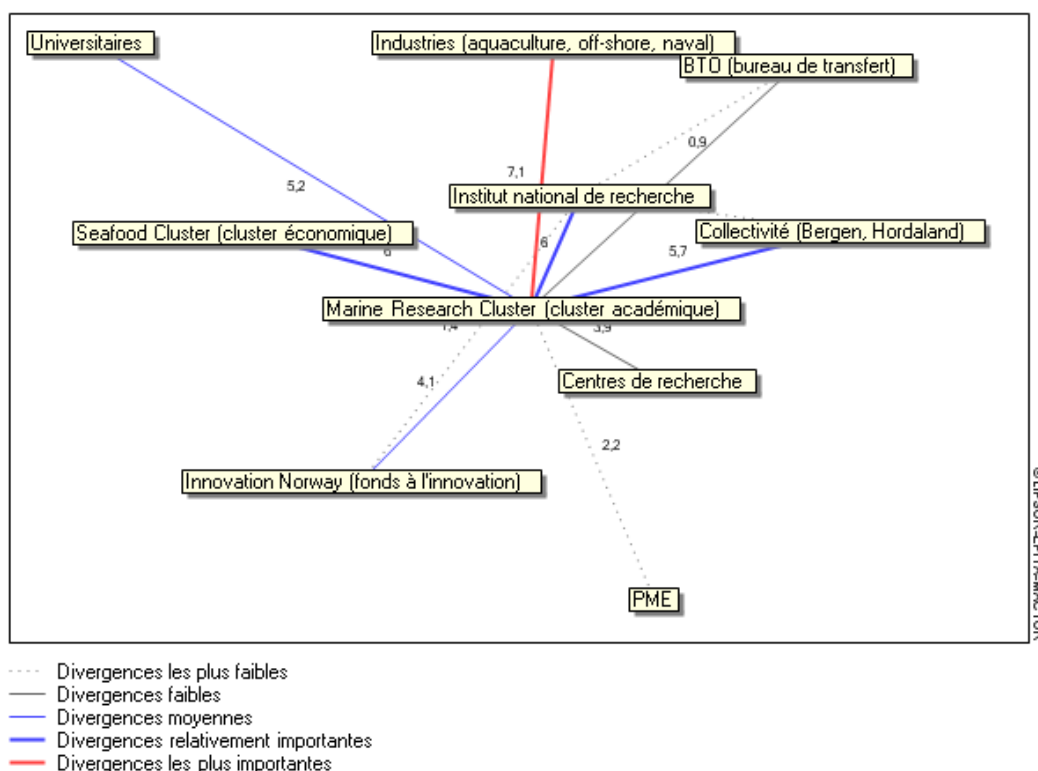 Universitaires
Industries (aquaculture, off-shore, naval)
BTO (bureau de transfert)
0,9
7,1
5,2
Institut national de recherche
Seafood Cluster (cluster économique)
Collectivité (Bergen, Hordaland)
6
6
5,7
Marine Research Cluster (cluster académique)
1,4
3,9
4,1
Centres de recherche
2,2
Innovation Norway (fonds à l'innovation)
PME
Divergences les plus faibles
Divergences faibles
Divergences moyennes
Divergences relativement importantes
Divergences les plus importantes